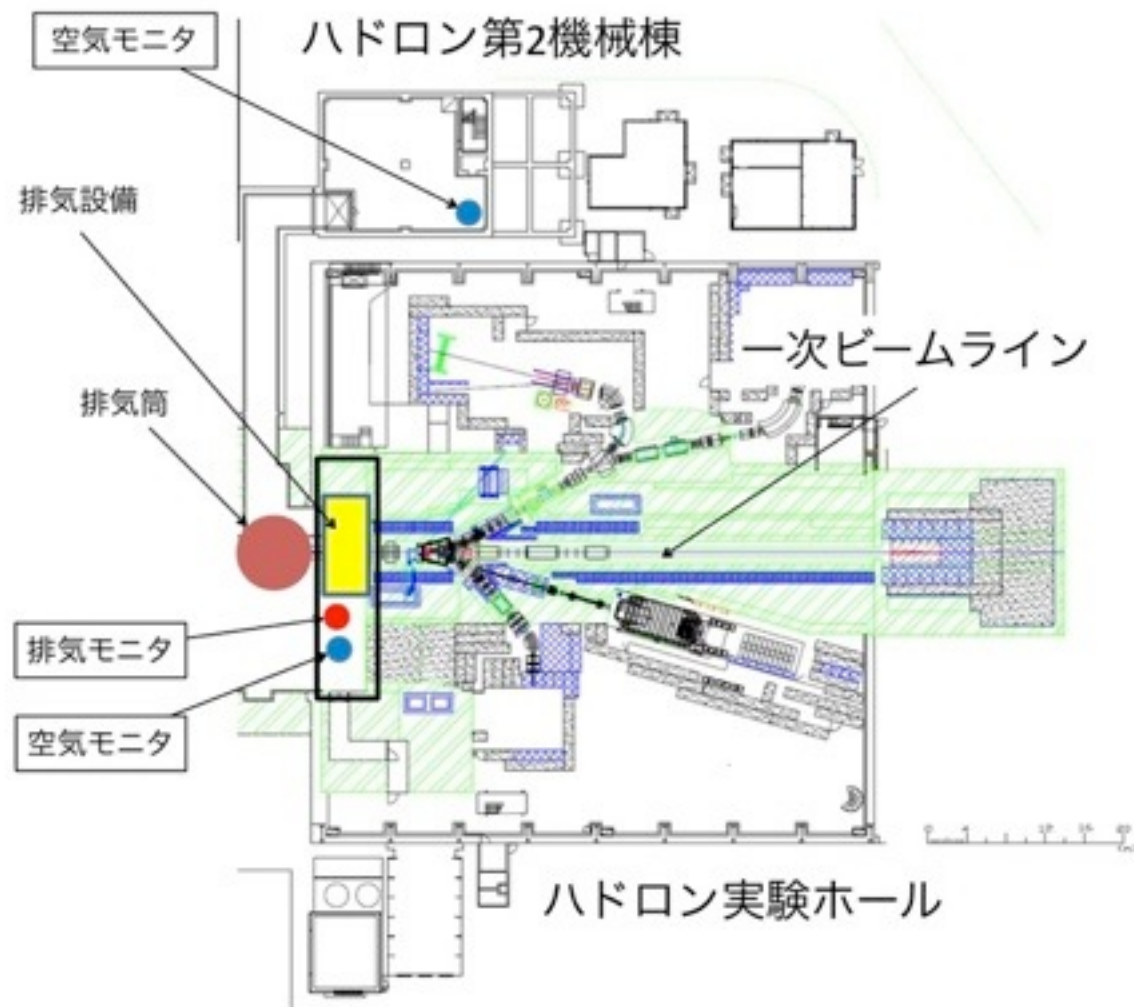 空気モニタ
ハドロン第2機械棟
排気設備
一次ビームライン
排気筒
排気モニタ
空気モニタ
ハドロン実験ホール